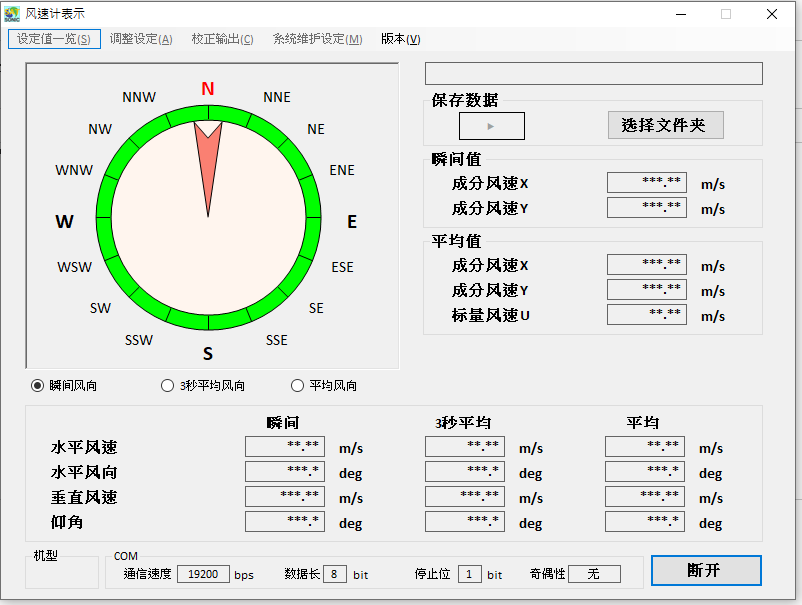 风速计表示
设定值一览(S) 调整设定(A) 校正输出(C) 系统维护设定(M) 版本(V)
N
NNW NNE
NW NE
WNW ENE
W E
WSW ESE
SW SE
SSW SSE
S
保存数据
选择文件夹
瞬间值
成分风速X ***.** m/s
成分风速Y ***.** m/s
平均值
成分风速X ***.** m/s
成分风速Y ***.** m/s
标量风速U **.** m/s
瞬间风向 3秒平均风向 平均风向
瞬间 3秒平均 平均
水平风速 **.** m/s **.** m/s **.** m/s
水平风向 ***.* deg ***.* deg ***.* deg
垂直风速 ***.** m/s ***.** m/s ***.** m/s
仰角 ***.* deg ***.* deg ***.* deg
机型
COM
通信速度 19200 bps 数据长 8 bit 停止位 1 bit 奇偶性 无
断开